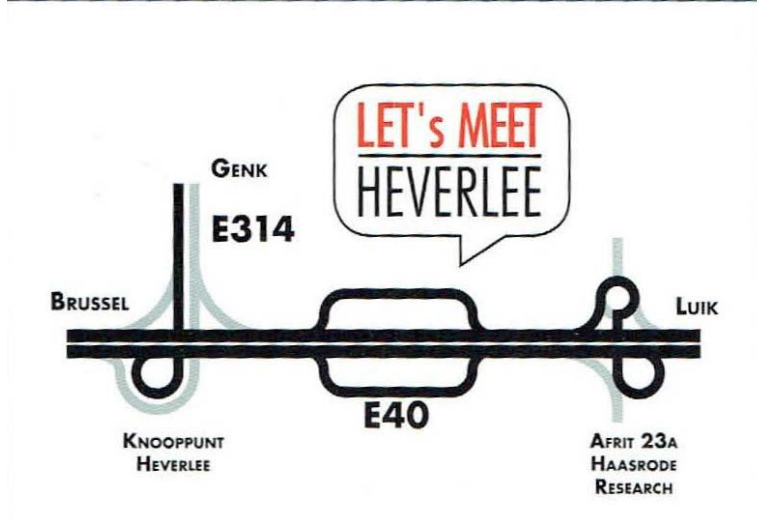 LET's MEET
HEVERLEE
GENK
E314
BRUSSEL
LUIK
E40
KNOOPPUNT
HEVERLEE
AFRIT 23A
HAASRODE
RESEARCH